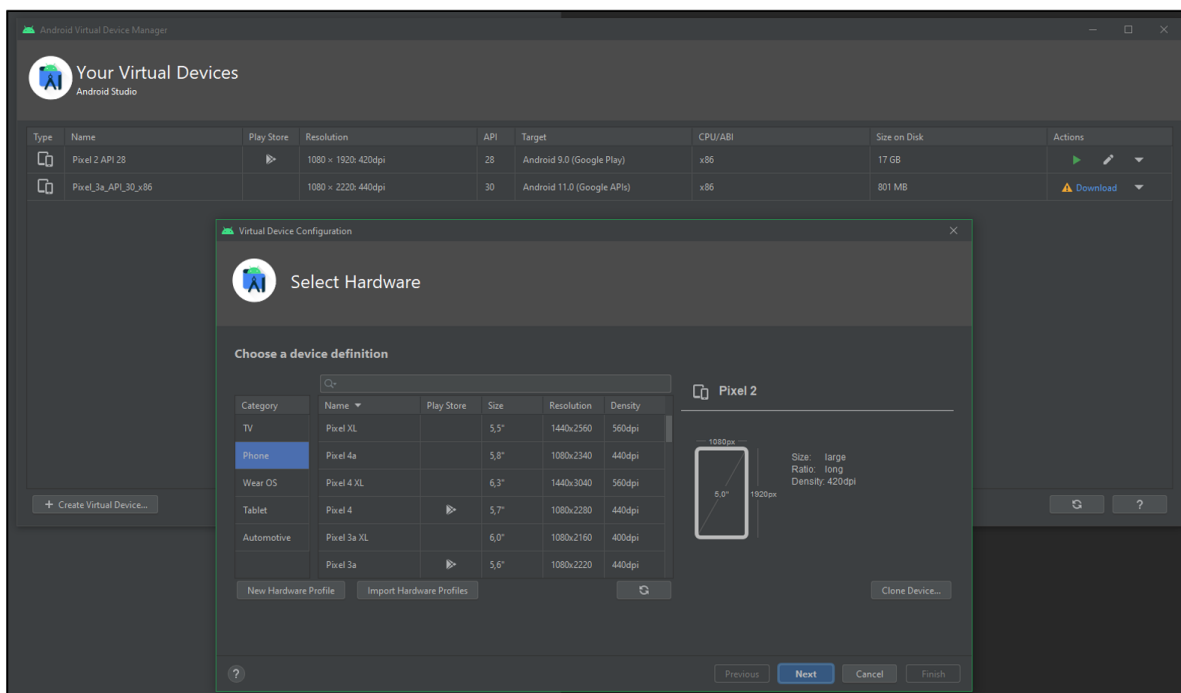 Android Virtual Device Manager
Your Virtual Devices
Android Studio
Type Name Play Store Resolution API Target CPU/ABI Size on Disk Actions
Pixel 2 API 28 1080 × 1920: 420dpi 28 Android 9.0 (Google Play) x86 17 GB
Pixel_3a_API_30_x86 1080 × 2220: 440dpi 30 Android 11.0 (Google APIs) x86 801 MB Download
Virtual Device Configuration
Select Hardware
Choose a device definition
Category Name Play Store Size Resolution Density
TV Pixel XL 5,5" 1440x2560 560dpi
Phone Pixel 4a 5,8" 1080x2340 440dpi
Wear OS Pixel 4 XL 6,3" 1440x3040 560dpi
Tablet Pixel 4 5,7" 1080x2280 440dpi
Automotive Pixel 3a XL 6,0" 1080x2160 400dpi
Pixel 3a 5,6" 1080x2220 440dpi
Pixel 2
1080px
5,0"
1920px
Size: large
Ratio: long
Density: 420dpi
+ Create Virtual Device... ?
New Hardware Profile Import Hardware Profiles Clone Device...
? Previous Next Cancel Finish